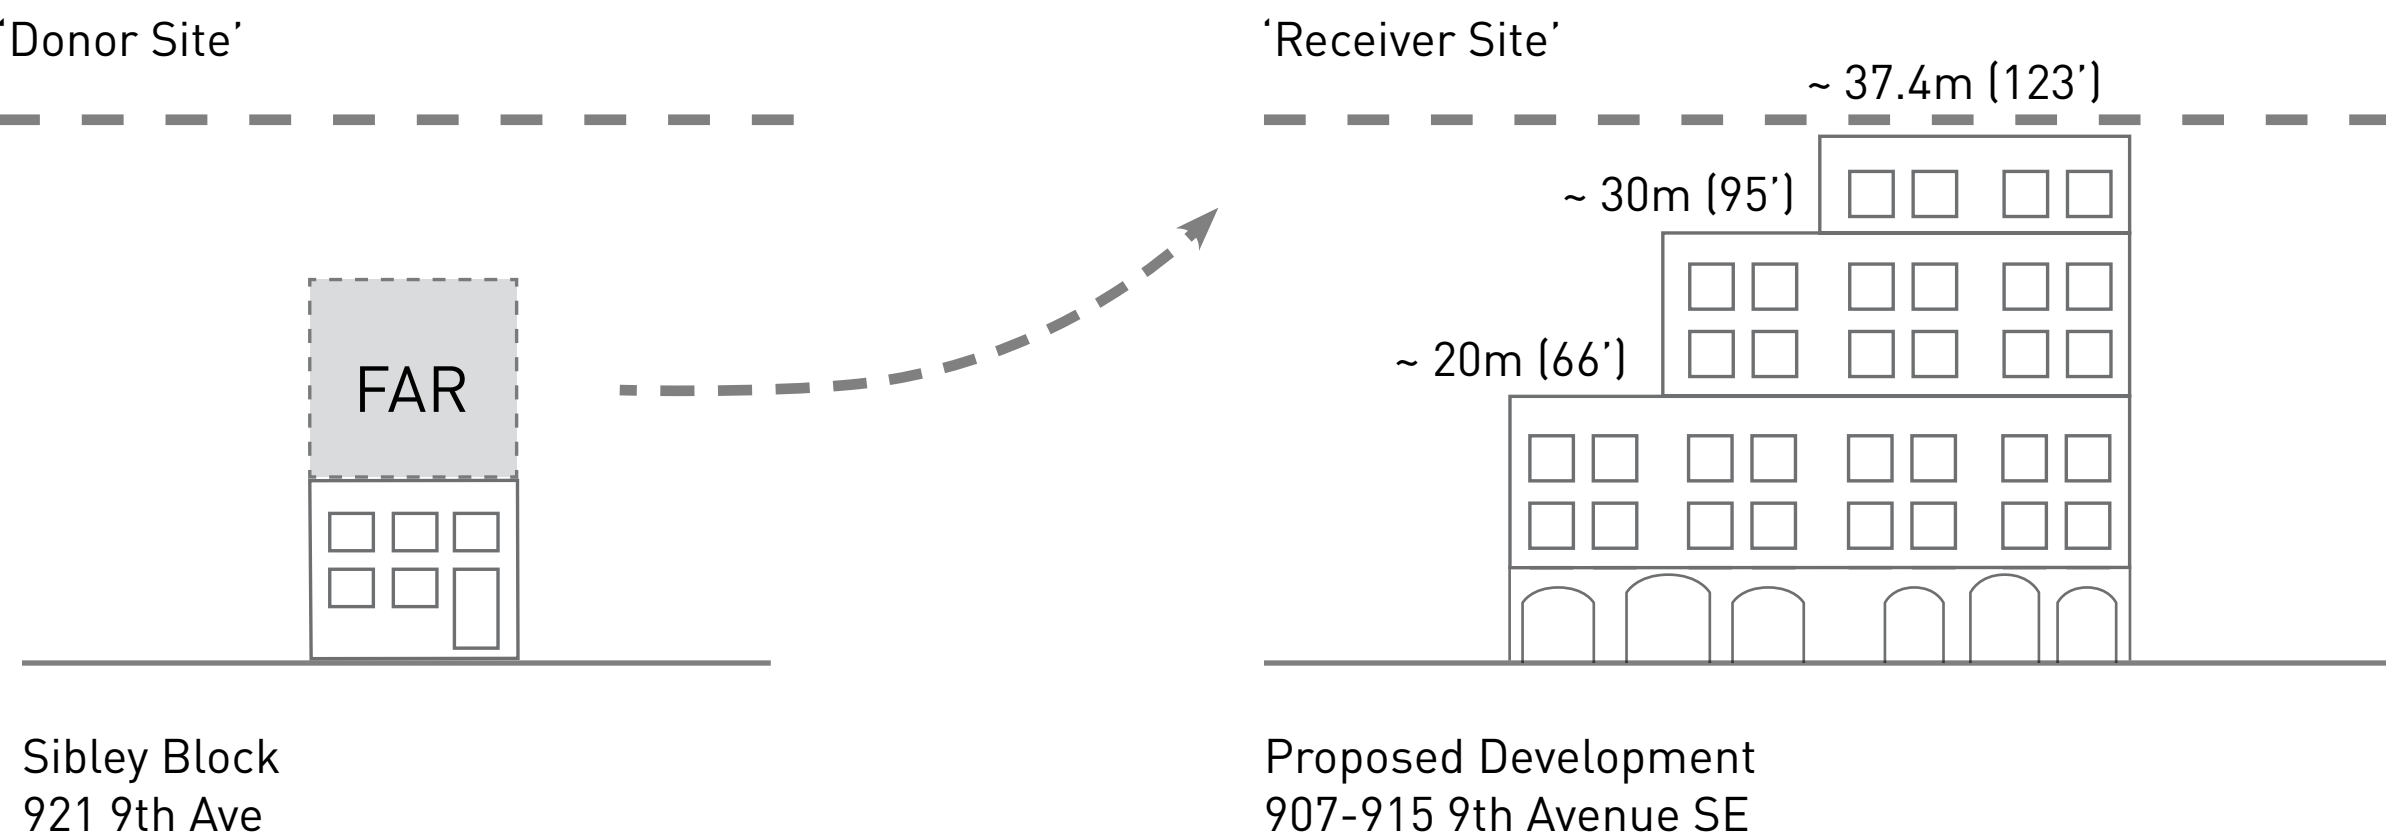 ‘Donor Site’
‘Receiver Site’
~ 37.4m (123’)
~ 30m (95’)
~ 20m (66’)
FAR
Sibley Block
921 9th Ave
Proposed Development
907-915 9th Avenue SE